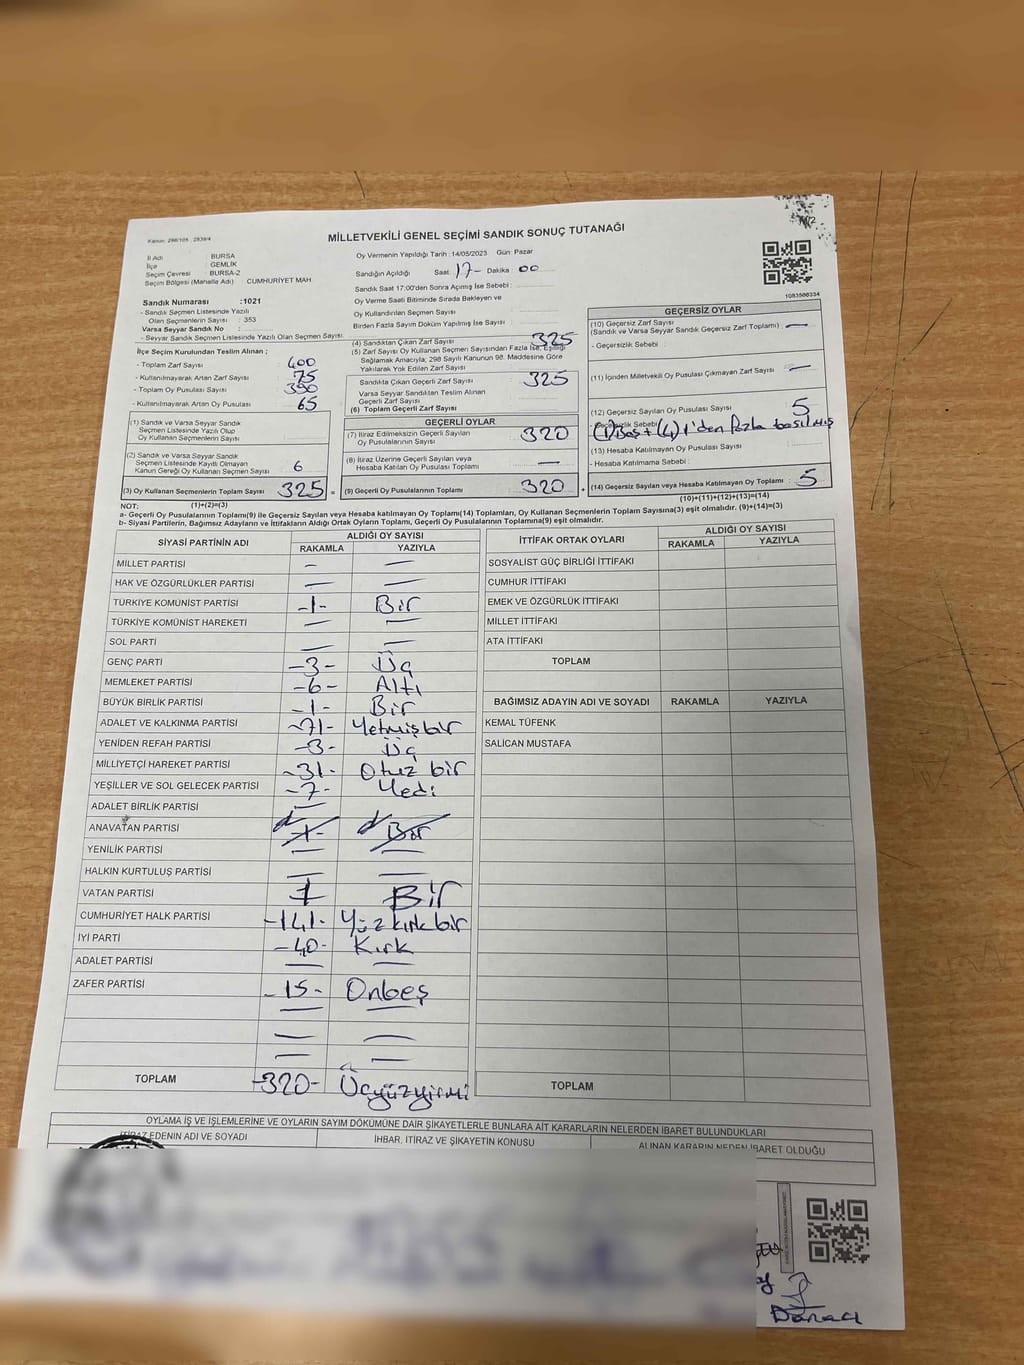 Kanun: 298/105 : 2839/4
MİLLETVEKİLİ GENEL SEÇİMİ SANDIK SONUÇ TUTANAĞI
İl Adı BURSA
İlçe GEMLİK
Seçim Çevresi : BURSA-2
Seçim Bölgesi (Mahalle Adı) CUMHURİYET MAH
Sandık Numarası :1021
- Sandık Seçmen Listesinde Yazılı
Olan Seçmenlerin Sayısı : 353
Varsa Seyyar Sandık No :
- Seyyar Sandık Seçmen Listesinde Yazılı Olan Seçmen Sayısı:
İlçe Seçim Kurulundan Teslim Alınan ;
- Toplam Zarf Sayısı : 400
- Kullanılmayarak Artan Zarf Sayısı : 75
- Toplam Oy Pusulası Sayısı : 390
- Kullanılmayarak Artan Oy Pusulası : 65
(1) Sandık ve Varsa Seyyar Sandık
Seçmen Listesinde Yazılı Olup
Oy Kullanan Seçmenlerin Sayısı :
(2) Sandık ve Varsa Seyyar Sandık
Seçmen Listesinde Kayıtlı Olmayan
Kanun Gereği Oy Kullanan Seçmen Sayısı : 6
(3) Oy Kullanan Seçmenlerin Toplam Sayısı : 325 =
Oy Vermenin Yapıldığı Tarih : 14/05/2023 Gün: Pazar
Sandığın Açıldığı Saat: 17- Dakika : 00
Sandık Saat 17:00'den Sonra Açımış İse Sebebi :
Oy Verme Saati Bitiminde Sırada Bekleyen ve
Oy Kullandırılan Seçmen Sayısı :
Birden Fazla Sayım Döküm Yapılmış İse Sayısı :
(4) Sandıktan Çıkan Zarf Sayısı : 325
(5) Zarf Sayısı Oy Kullanan Seçmen Sayısından Fazla İse, Eşitliği
Sağlamak Amacıyla, 298 Sayılı Kanunun 98. Maddesine Göre
Yakılarak Yok Edilen Zarf Sayısı :
Sandıkta Çıkan Geçerli Zarf Sayısı : 325
Varsa Seyyar Sandıktan Teslim Alınan
Geçerli Zarf Sayısı :
(6) Toplam Geçerli Zarf Sayısı :
GEÇERLİ OYLAR
(7) İtiraz Edilmeksizin Geçerli Sayılan
Oy Pusulalarının Sayısı : 320
(8) İtiraz Üzerine Geçerli Sayılan veya
Hesaba Katılan Oy Pusulası Toplamı : —
(9) Geçerli Oy Pusulalarının Toplamı : 320 +
1083508334
GEÇERSİZ OYLAR
(10) Geçersiz Zarf Sayısı
(Sandık ve Varsa Seyyar Sandık Geçersiz Zarf Toplamı) : —
- Geçersizlik Sebebi :
(11) İçinden Milletvekili Oy Pusulası Çıkmayan Zarf Sayısı : —
(12) Geçersiz Sayılan Oy Pusulası Sayısı : 5
- Geçersizlik Sebebi : (1) Boş + (4) 1'den fazla basılmış
(13) Hesaba Katılmayan Oy Pusulası Sayısı :
- Hesaba Katılmama Sebebi :
(14) Geçersiz Sayılan veya Hesaba Katılmayan Oy Toplamı : 5
NOT: (1)+(2)=(3) (10)+(11)+(12)+(13)=(14)
a- Geçerli Oy Pusulalarının Toplamı(9) ile Geçersiz Sayılan veya Hesaba katılmayan Oy Toplamı(14) Toplamları, Oy Kullanan Seçmenlerin Toplam Sayısına(3) eşit olmalıdır. (9)+(14)=(3)
b- Siyasi Partilerin, Bağımsız Adayların ve İttifakların Aldığı Ortak Oyların Toplamı, Geçerli Oy Pusulalarının Toplamına(9) eşit olmalıdır.
SİYASİ PARTİNİN ADI ALDIĞI OY SAYISI
RAKAMLA YAZIYLA
MİLLET PARTİSİ — —
HAK VE ÖZGÜRLÜKLER PARTİSİ — —
TÜRKİYE KOMÜNİST PARTİSİ -1- Bir
TÜRKİYE KOMÜNİST HAREKETİ — —
SOL PARTİ — —
GENÇ PARTİ -3- Üç
MEMLEKET PARTİSİ -6- Altı
BÜYÜK BİRLİK PARTİSİ -1- Bir
ADALET VE KALKINMA PARTİSİ -71- Yetmişbir
YENİDEN REFAH PARTİSİ -3- Üç
MİLLİYETÇİ HAREKET PARTİSİ -31- Otuz bir
YEŞİLLER VE SOL GELECEK PARTİSİ -7- Yedi
ADALET BİRLİK PARTİSİ —
ANAVATAN PARTİSİ -1- Bir
YENİLİK PARTİSİ — —
HALKIN KURTULUŞ PARTİSİ — —
VATAN PARTİSİ 1 Bir
CUMHURİYET HALK PARTİSİ -141- Yüz kırk bir
İYİ PARTİ -40- Kırk
ADALET PARTİSİ — —
ZAFER PARTİSİ -15- Onbeş
— —
— —
— —
TOPLAM -320- Üçyüzyirmi
İTTİFAK ORTAK OYLARI ALDIĞI OY SAYISI
RAKAMLA YAZIYLA
SOSYALİST GÜÇ BİRLİĞİ İTTİFAKI
CUMHUR İTTİFAKI
EMEK VE ÖZGÜRLÜK İTTİFAKI
MİLLET İTTİFAKI
ATA İTTİFAKI
TOPLAM
BAĞIMSIZ ADAYIN ADI VE SOYADI RAKAMLA YAZIYLA
KEMAL TÜFENK
SALİCAN MUSTAFA
TOPLAM
OYLAMA İŞ VE İŞLEMLERİNE VE OYLARIN SAYIM DÖKÜMÜNE DAİR ŞİKAYETLERLE BUNLARA AİT KARARLARIN NELERDEN İBARET BULUNDUKLARI
İTİRAZ EDENİN ADI VE SOYADI İHBAR, İTİRAZ VE ŞİKAYETİN KONUSU ALINAN KARARIN NEDEN İBARET OLDUĞU